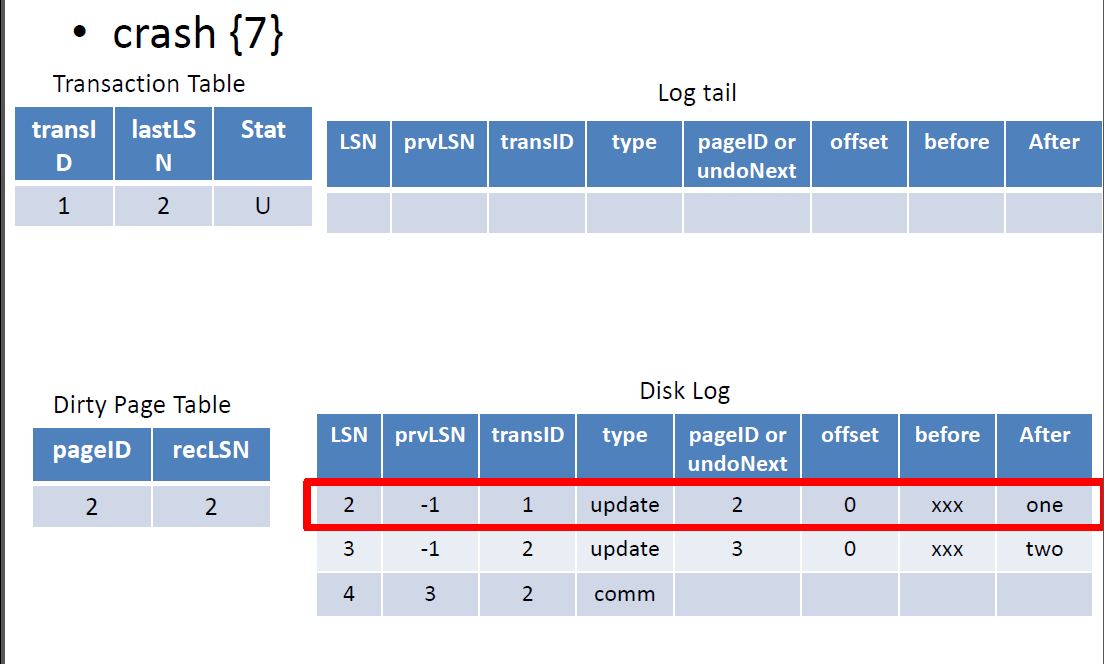 • crash {7}
Transaction Table
transI
D
lastLS
N
Stat
1 2 U
Log tail
LSN prvLSN transID type pageID or
undoNext
offset before After
Dirty Page Table
pageID recLSN
2 2
Disk Log
LSN prvLSN transID type pageID or
undoNext
offset before After
2 -1 1 update 2 0 xxx one
3 -1 2 update 3 0 xxx two
4 3 2 comm